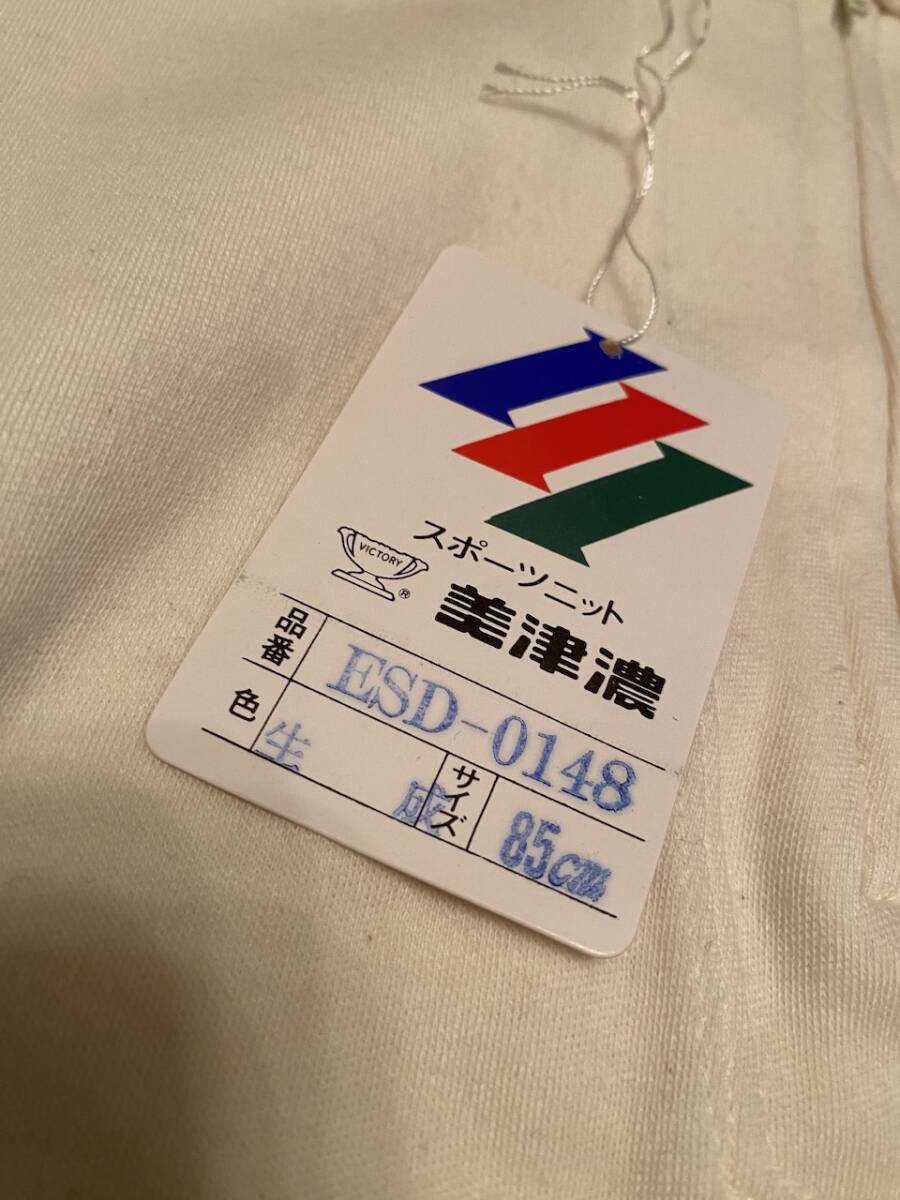 スポーツニット
VICTORY
®
美津濃
品番 ESD-0148
色 生成 サイズ 85cm